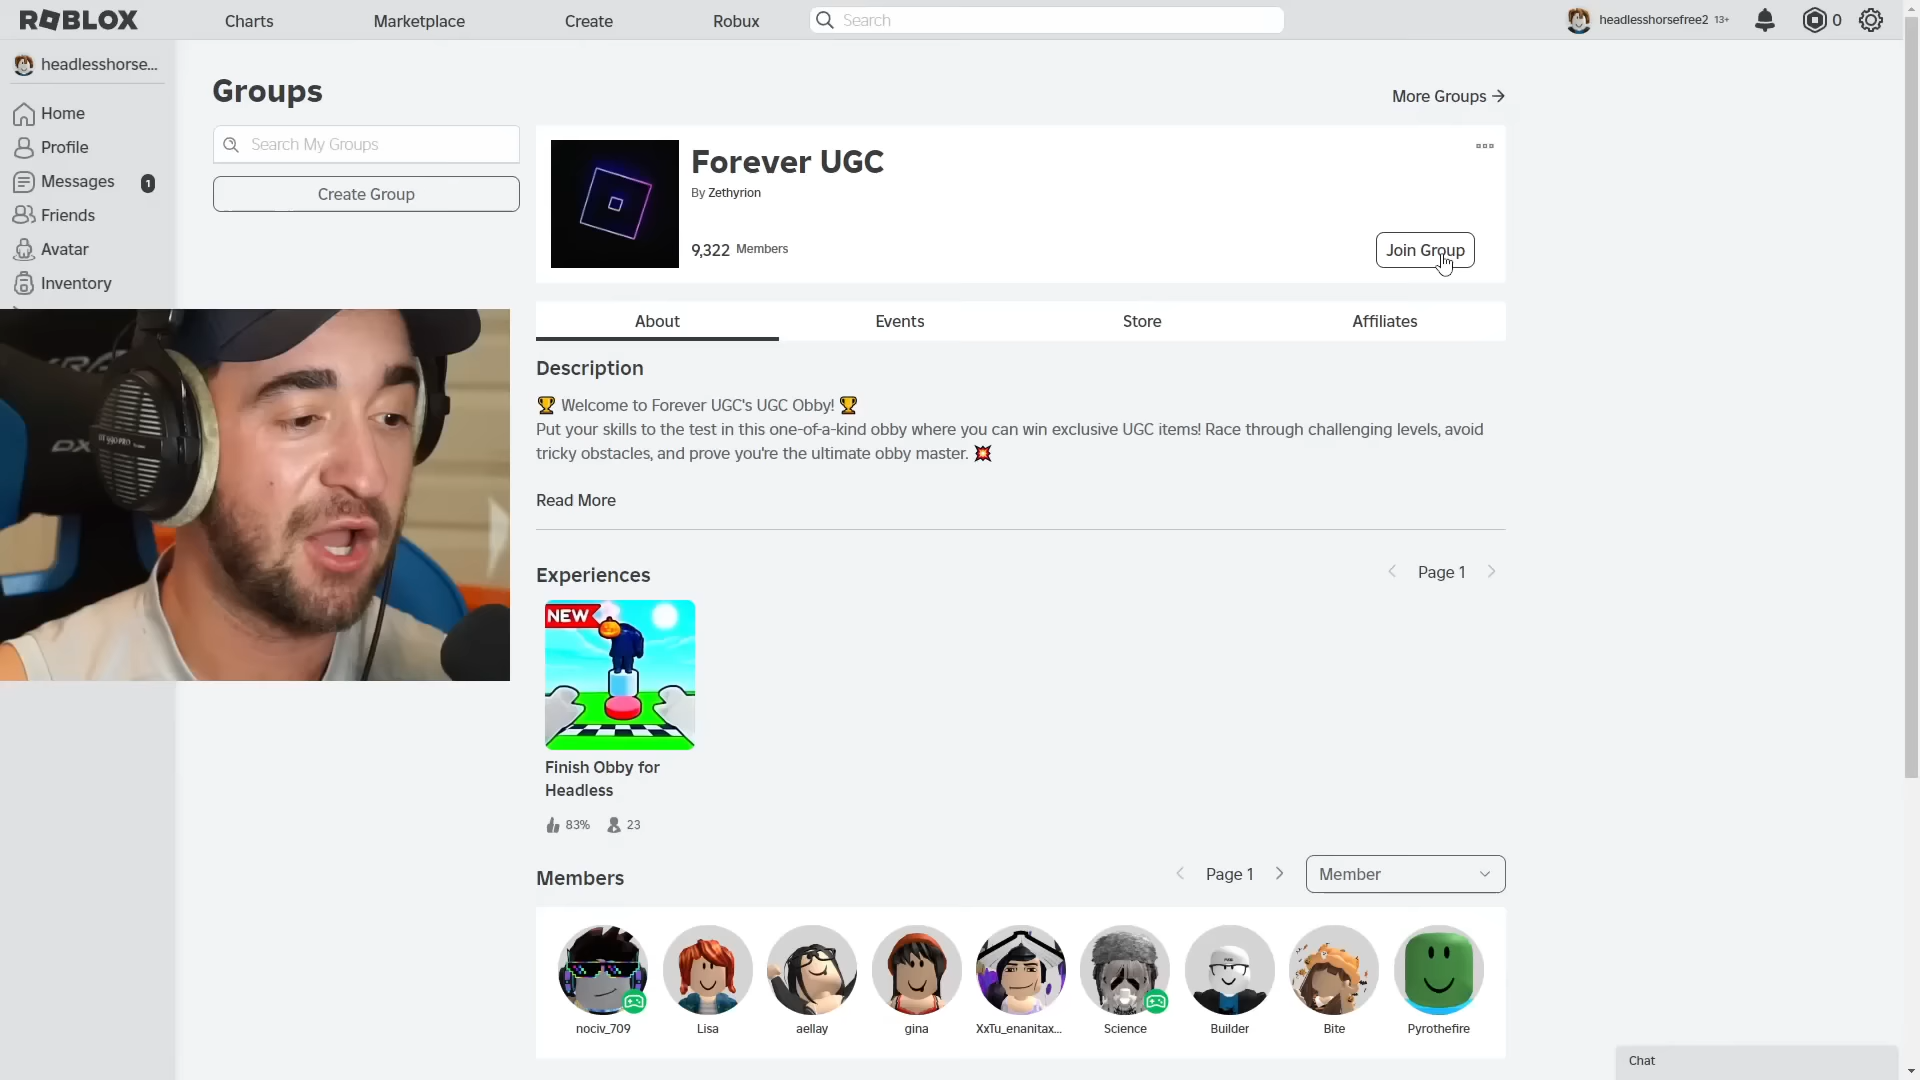 ROBLOX
Charts
Marketplace
Create
Robux
Search
headlesshorsefree2 13+
0
headlesshorse...
Home
Profile
Messages
1
Friends
Avatar
Inventory
Groups
Search My Groups
Create Group
More Groups →
Forever UGC
By Zethyrion
9,322 Members
Join Group
About
Events
Store
Affiliates
Description
🏆 Welcome to Forever UGC's UGC Obby! 🏆
Put your skills to the test in this one-of-a-kind obby where you can win exclusive UGC items! Race through challenging levels, avoid
tricky obstacles, and prove you're the ultimate obby master. 💥
Read More
Experiences
Page 1
NEW
Finish Obby for
Headless
83%
23
Members
Page 1
Member
nociv_709
Lisa
aellay
gina
XxTu_enanitax...
Science
Builder
Bite
Pyrothefire
Chat